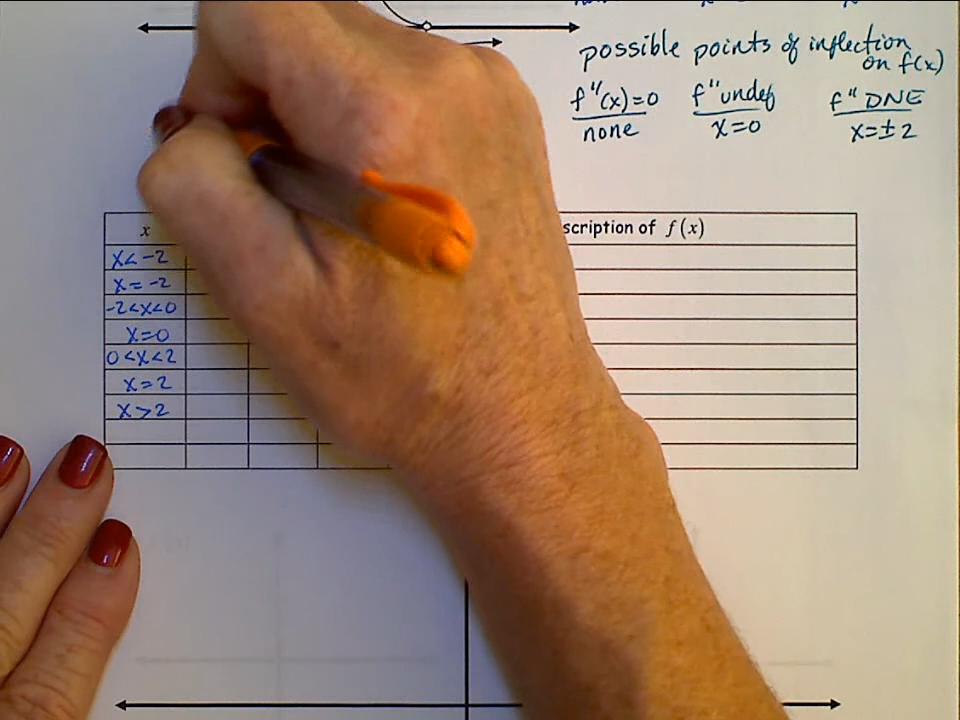 possible points of inflection
on f(x)
f"(x)=0 f" undef f" DNE
none x=0 x=±2
x scription of f(x)
x<-2
x=-2
-2<x<0
x=0
0<x<2
x=2
x>2